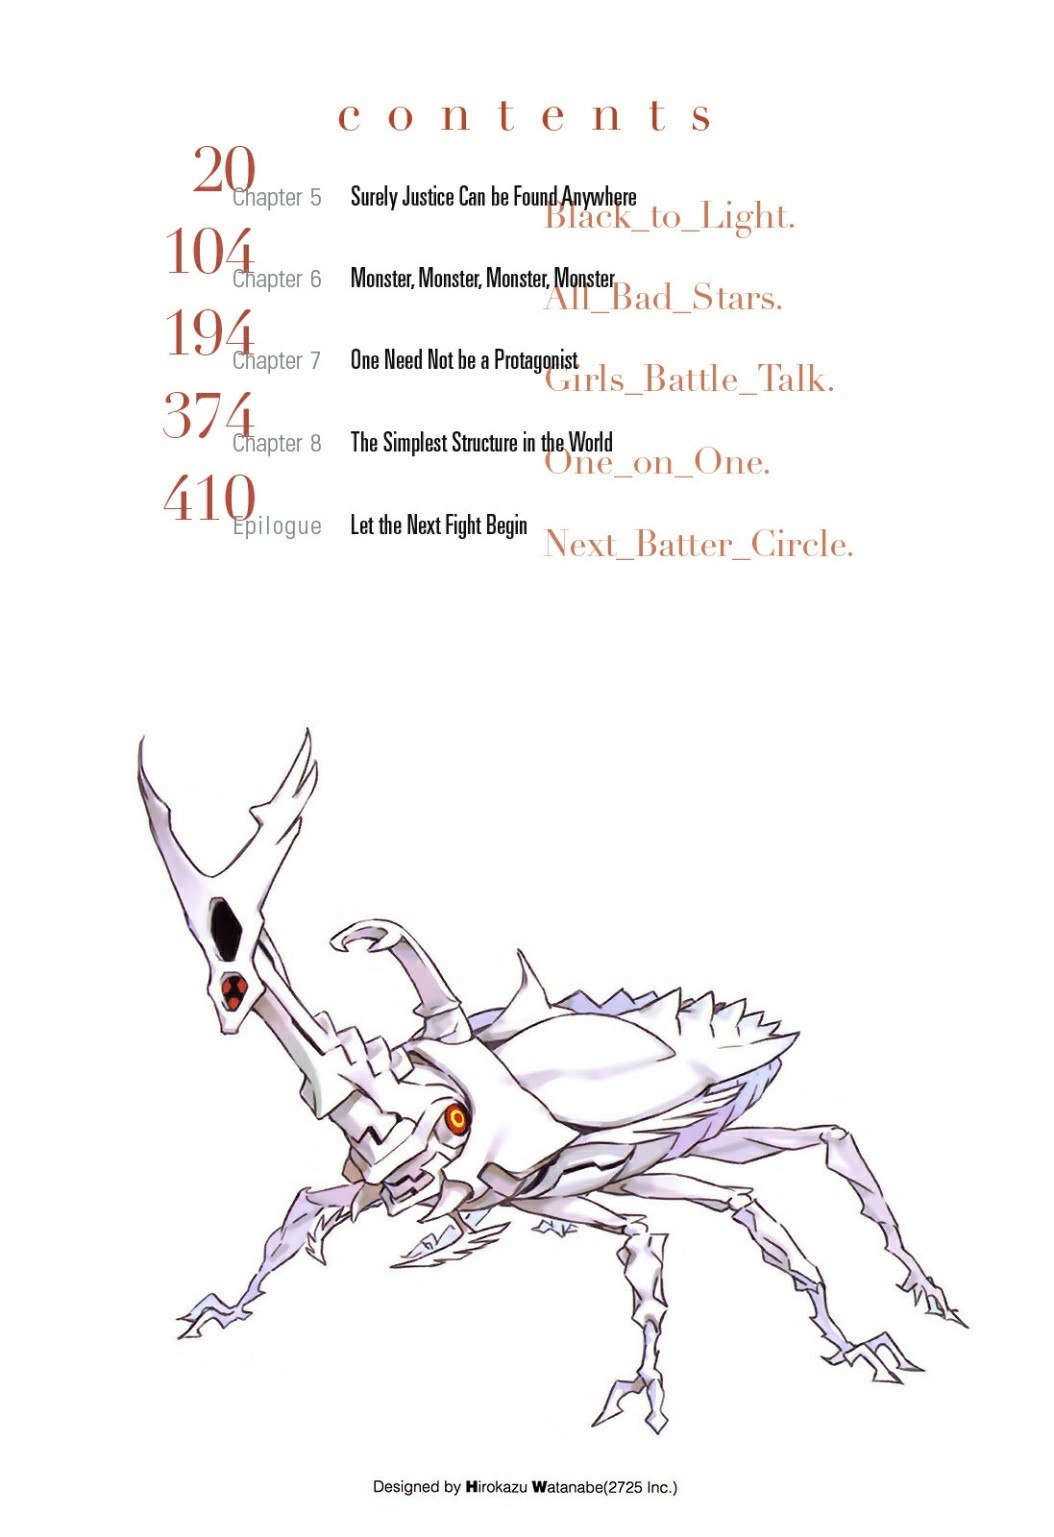 contents
20 Chapter 5 Surely Justice Can be Found Anywhere
Black_to_Light.
104 Chapter 6 Monster, Monster, Monster, Monster
All_Bad_Stars.
194 Chapter 7 One Need Not be a Protagonist
Girls_Battle_Talk.
374 Chapter 8 The Simplest Structure in the World
One_on_One.
410 Epilogue Let the Next Fight Begin
Next_Batter_Circle.
Designed by Hirokazu Watanabe(2725 Inc.)